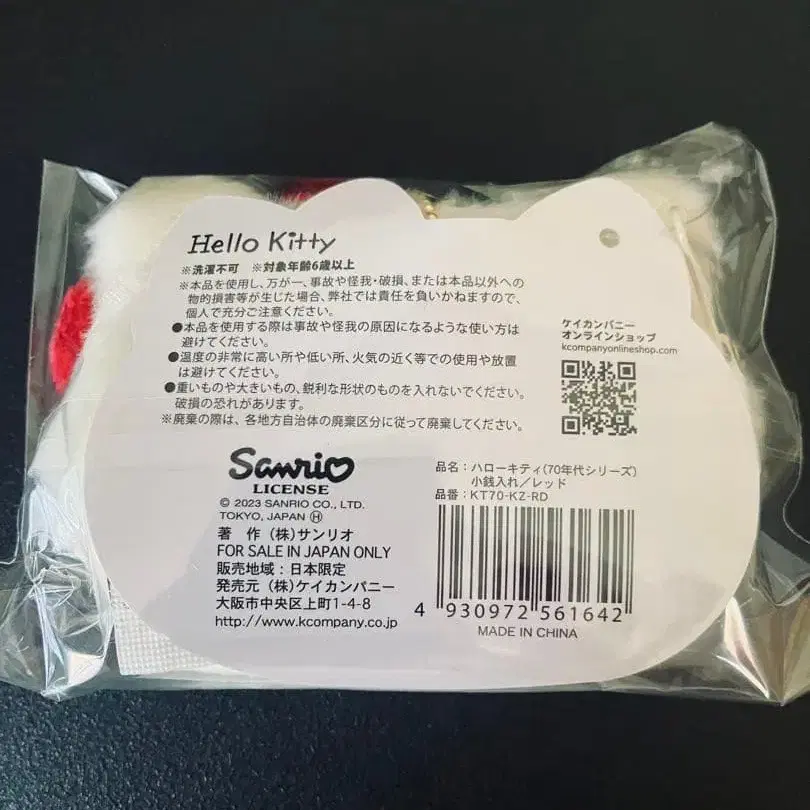 Hello Kitty
※洗濯不可 ※対象年齢6歳以上
※本品を使用し、万が一、事故や怪我・破損、または本品以外への
物的損害等が生じた場合、弊社では責任を負いかねますので、
個人で充分ご注意ください。
●本品を使用する際は事故や怪我の原因になるような使い方は
避けてください。
●温度の非常に高い所や低い所、火気の近く等での使用や放置
は避けてください。
●重いものや大きいもの、鋭利な形状のものを入れないでください。
破損の恐れがあります。
※廃棄の際は、各地方自治体の廃棄区分に従って廃棄してください。
ケイカンパニー
オンラインショップ
kcompanyonlineshop.com
Sanrio
LICENSE
© 2023 SANRIO CO., LTD.
TOKYO, JAPAN Ⓗ
著 作 (株)サンリオ
FOR SALE IN JAPAN ONLY
販売地域：日本限定
発売元 (株)ケイカンパニー
大阪市中央区上町1-4-8
http://www.kcompany.co.jp
品名：ハローキティ(70年代シリーズ)
小銭入れ／レッド
品番：KT70-KZ-RD
4 930972 561642
MADE IN CHINA